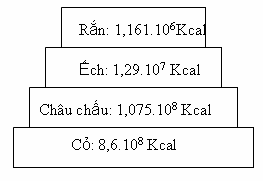 Rắn: 1,161.10⁶Kcal
Ếch: 1,29.10⁷ Kcal
Châu chấu: 1,075.10⁸ Kcal
Cỏ: 8,6.10⁸ Kcal